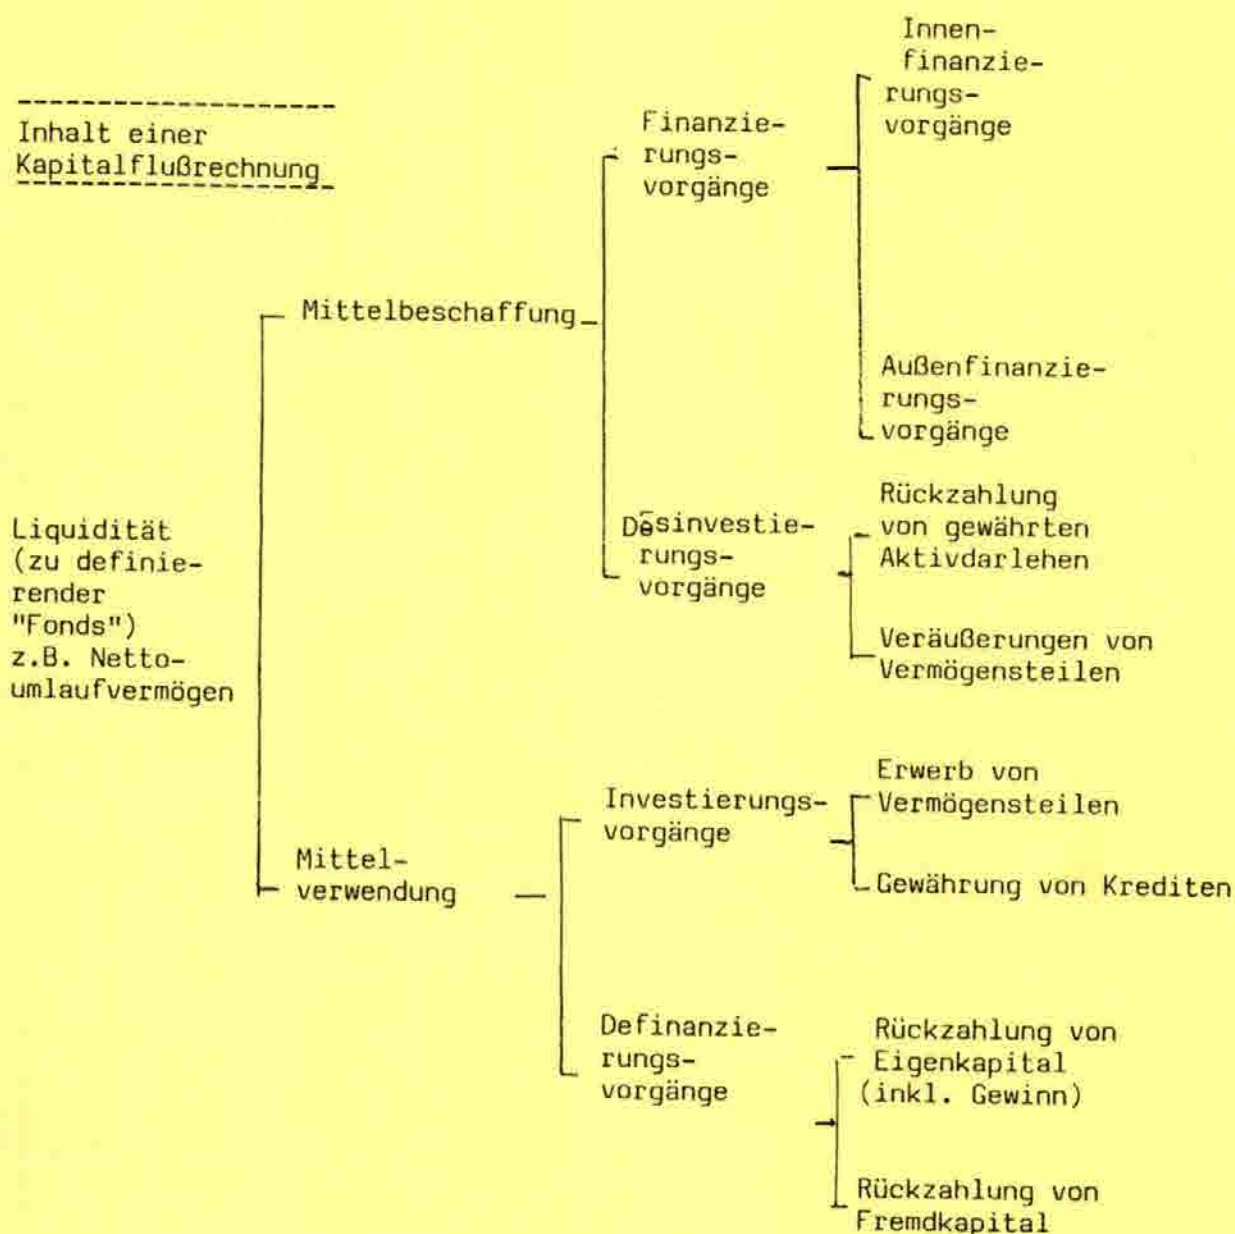 Inhalt einer
Kapitalflußrechnung
Innen-
finanzie-
rungs-
vorgänge
Finanzie-
rungs-
vorgänge
Mittelbeschaffung
Außenfinanzie-
rungs-
vorgänge
Desinvestie-
rungs-
vorgänge
Rückzahlung
von gewährten
Aktivdarlehen
Veräußerungen von
Vermögensteilen
Liquidität
(zu definie-
render
"Fonds")
z.B. Netto-
umlaufvermögen
Mittel-
verwendung
Investierungs-
vorgänge
Erwerb von
Vermögensteilen
Gewährung von Krediten
Definanzie-
rungs-
vorgänge
Rückzahlung von
Eigenkapital
(inkl. Gewinn)
Rückzahlung von
Fremdkapital